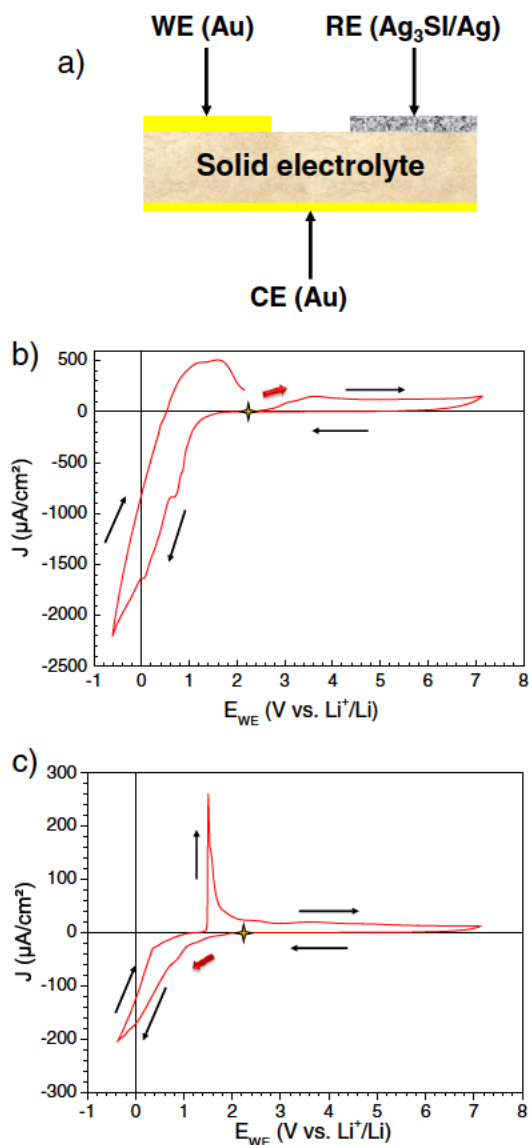 a)
WE (Au)
RE (Ag₃SI/Ag)
Solid electrolyte
CE (Au)
b)
J (µA/cm²)
500
0
-500
-1000
-1500
-2000
-2500
-1 0 1 2 3 4 5 6 7 8
E_WE (V vs. Li⁺/Li)
c)
J (µA/cm²)
300
200
100
0
-100
-200
-300
-1 0 1 2 3 4 5 6 7 8
E_WE (V vs. Li⁺/Li)